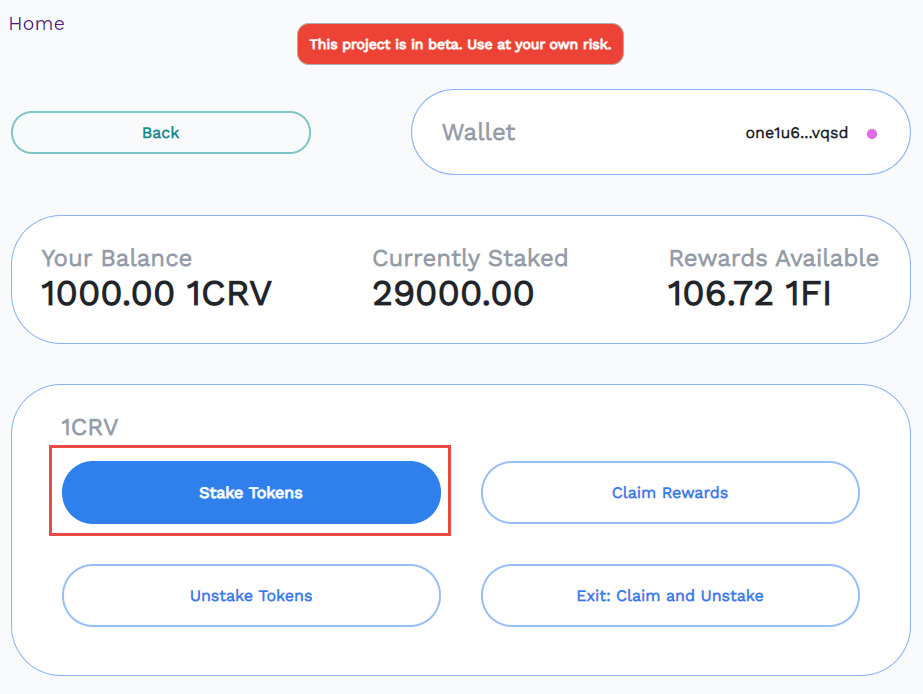 Home
This project is in beta. Use at your own risk.
Back
Wallet one1u6...vqsd
Your Balance Currently Staked Rewards Available
1000.00 1CRV 29000.00 106.72 1FI
1CRV
Stake Tokens Claim Rewards
Unstake Tokens Exit: Claim and Unstake